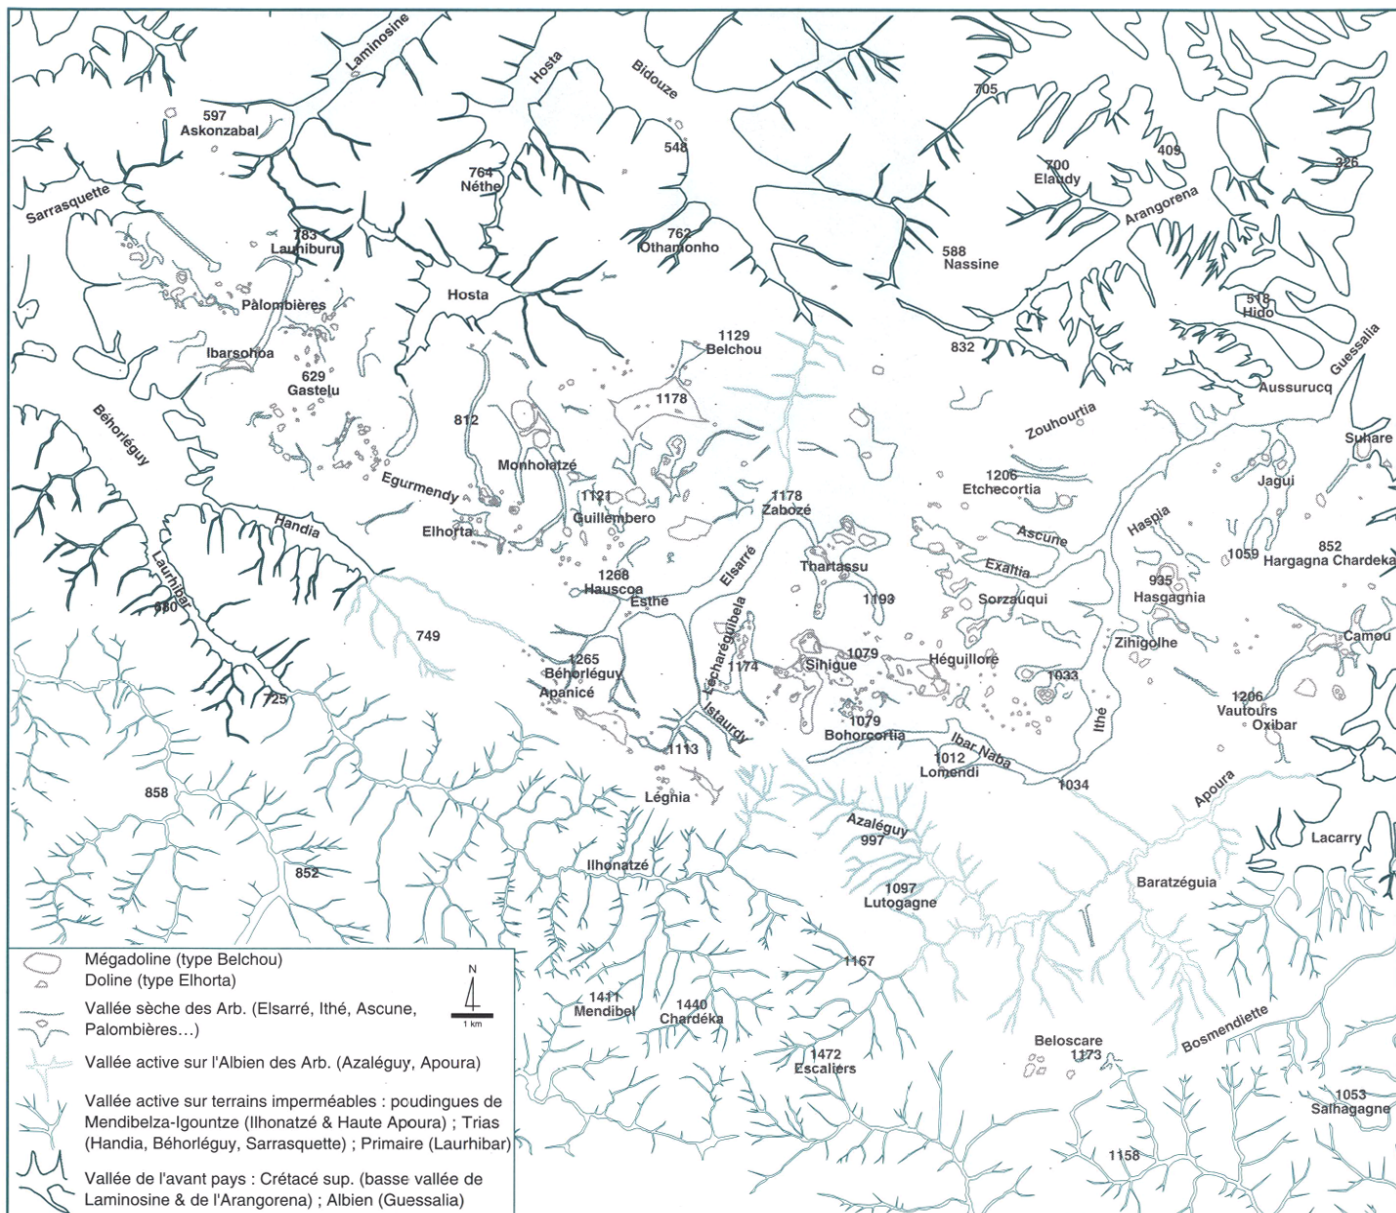 Laminosine
Hosta
Bidouze
705
597
Askonzabal
548
409
326
764
Néthe
700
Elaudy
Sarrasquette
Arangorena
783
Launiburu
762
Othamonho
588
Nassine
Hosta
Palombières
518
Hido
1129
Belchou
832
Guessalia
Ibarsohoa
629
Gastelu
Aussurucq
1178
Béhorléguy
812
Zouhourtia
Suhare
Monholatzé
1206
Etchecortia
Jagui
Egurmendy
1121
Guillembero
1178
Zabozé
Handia
Elhorta
Ascune
Haspia
852
Hargagna Chardeka
1059
Laurhibar
Elsarré
Thartassu
Exaltia
1268
Hauscoa
935
Hasgagnia
Esthé
1193
Sorzauqui
680
749
Lécharéguibela
Zihigolhe
Camou
1265
Béhorléguy
1174
Sihigue
1079
Héguilloré
1033
Apanicé
725
Istaurdy
1079
Bohorcortia
Ithé
1206
Vautours
Oxibar
1113
Ibar Naba
1012
Lomendi
1034
Légnia
858
Apoura
Azaléguy
997
Lacarry
852
Ilhonatzé
1097
Lutogagne
Baratzéguia
1167
1411
Mendibel
1440
Chardéka
Bosmendiette
Beloscare
1173
1472
Escaliers
1053
Salhagagne
1158
Mégadoline (type Belchou)
Doline (type Elhorta)
N
1 km
Vallée sèche des Arb. (Elsarré, Ithé, Ascune,
Palombières...)
Vallée active sur l'Albien des Arb. (Azaléguy, Apoura)
Vallée active sur terrains imperméables : poudingues de
Mendibelza-Igountze (Ilhonatzé & Haute Apoura) ; Trias
(Handia, Béhorléguy, Sarrasquette) ; Primaire (Laurhibar)
Vallée de l'avant pays : Crétacé sup. (basse vallée de
Laminosine & de l'Arangorena) ; Albien (Guessalia)